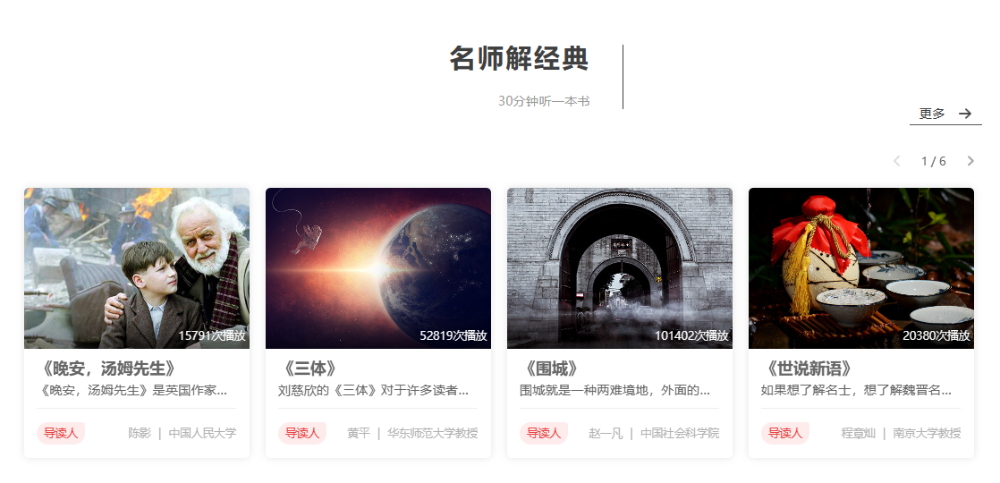 名师解经典
30分钟听一本书
更多
1 / 6
15791次播放
52819次播放
101402次播放
20380次播放
《晚安，汤姆先生》
《晚安，汤姆先生》是英国作家...
导读人 陈影 | 中国人民大学
《三体》
刘慈欣的《三体》对于许多读者...
导读人 黄平 | 华东师范大学教授
《围城》
围城就是一种两难境地，外面的...
导读人 赵一凡 | 中国社会科学院
《世说新语》
如果想了解名士，想了解魏晋名...
导读人 程章灿 | 南京大学教授